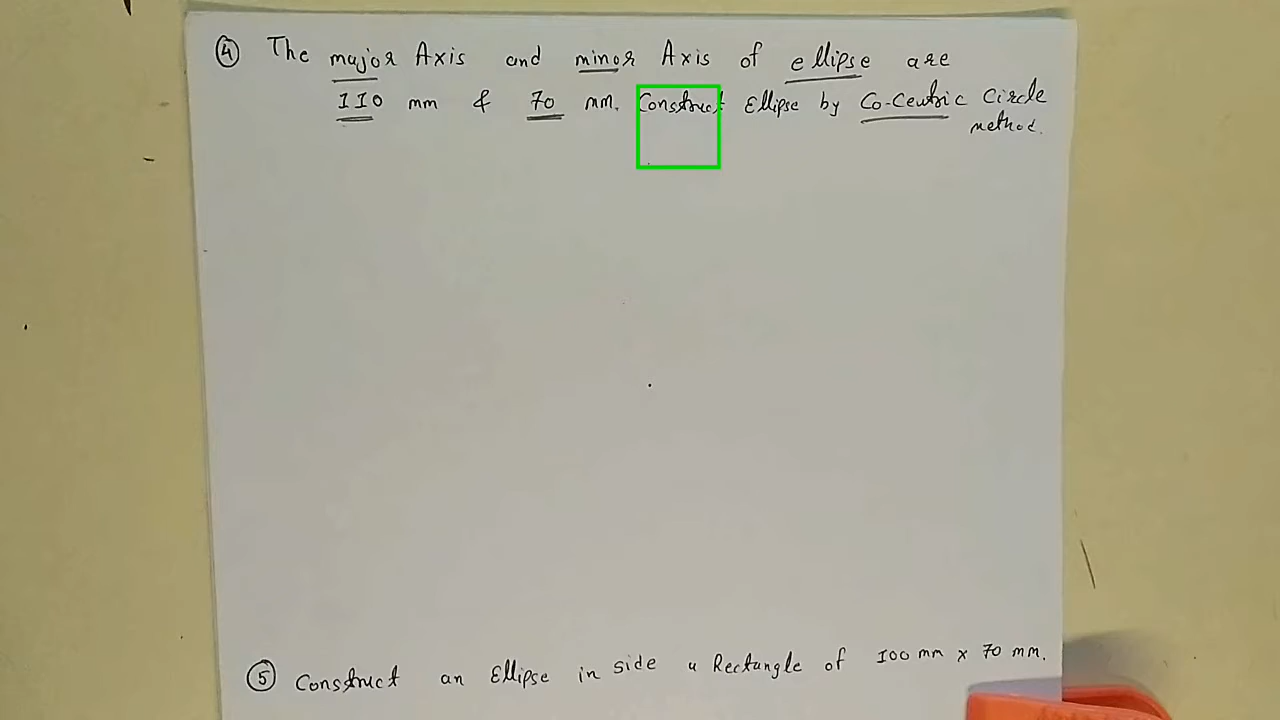 ④ The major Axis and minor Axis of ellipse are
110 mm & 70 mm. Construct Ellipse by Co-Centric Circle
method.
⑤ Construct an Ellipse in side a Rectangle of 100 mm x 70 mm.